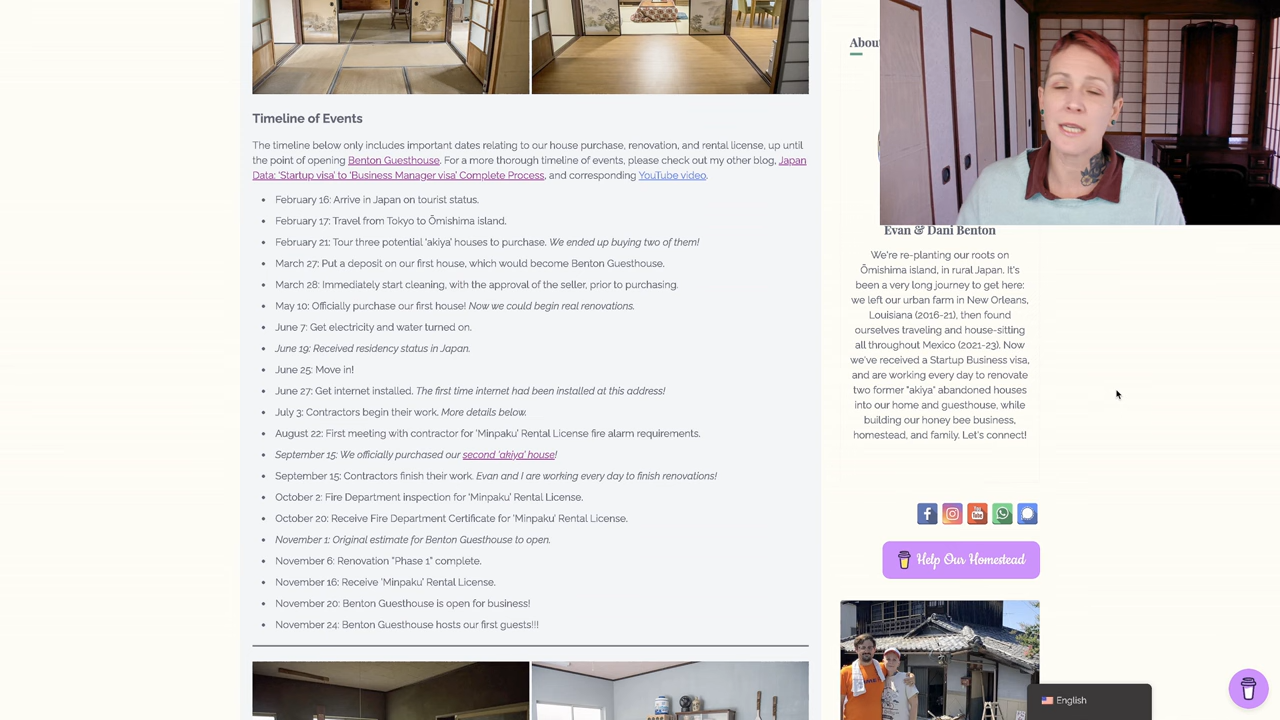 Timeline of Events
The timeline below only includes important dates relating to our house purchase, renovation, and rental license, up until
the point of opening Benton Guesthouse. For a more thorough timeline of events, please check out my other blog, Japan
Data: 'Startup visa' to 'Business Manager visa' Complete Process, and corresponding YouTube video.
• February 16: Arrive in Japan on tourist status.
• February 17: Travel from Tokyo to Ōmishima island.
• February 21: Tour three potential 'akiya' houses to purchase. We ended up buying two of them!
• March 27: Put a deposit on our first house, which would become Benton Guesthouse.
• March 28: Immediately start cleaning, with the approval of the seller, prior to purchasing.
• May 10: Officially purchase our first house! Now we could begin real renovations.
• June 7: Get electricity and water turned on.
• June 19: Received residency status in Japan.
• June 25: Move in!
• June 27: Get internet installed. The first time internet had been installed at this address!
• July 3: Contractors begin their work. More details below.
• August 22: First meeting with contractor for 'Minpaku' Rental License fire alarm requirements.
• September 15: We officially purchased our second 'akiya' house!
• September 15: Contractors finish their work. Evan and I are working every day to finish renovations!
• October 2: Fire Department inspection for 'Minpaku' Rental License.
• October 20: Receive Fire Department Certificate for 'Minpaku' Rental License.
• November 1: Original estimate for Benton Guesthouse to open.
• November 6: Renovation "Phase 1" complete.
• November 16: Receive 'Minpaku' Rental License.
• November 20: Benton Guesthouse is open for business!
• November 24: Benton Guesthouse hosts our first guests!!!
Evan & Dani Benton
We're re-planting our roots on
Ōmishima island, in rural Japan. It's
been a very long journey to get here:
we left our urban farm in New Orleans,
Louisiana (2016-21), then found
ourselves traveling and house-sitting
all throughout Mexico (2021-23). Now
we've received a Startup Business visa,
and are working every day to renovate
two former "akiya" abandoned houses
into our home and guesthouse, while
building our honey bee business,
homestead, and family. Let's connect!
Help Our Homestead
English